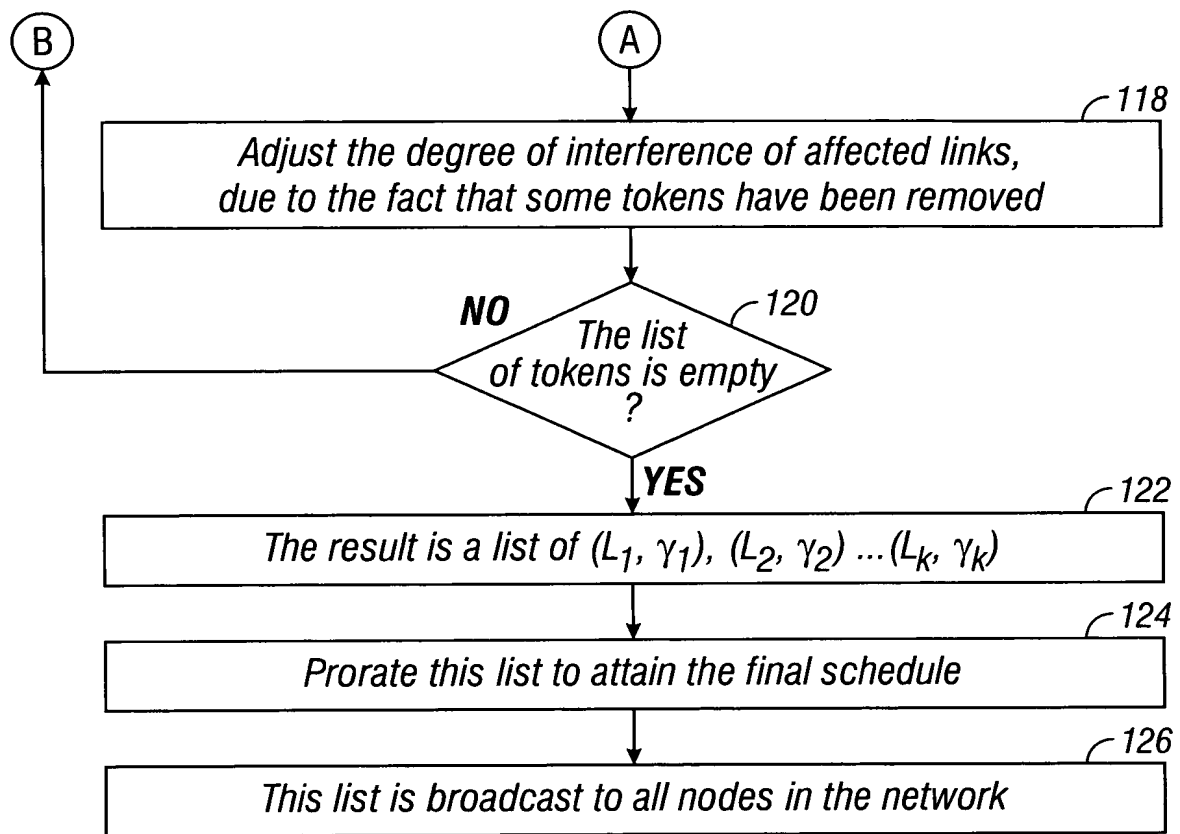 B
A
118
Adjust the degree of interference of affected links,
due to the fact that some tokens have been removed
120
NO
The list
of tokens is empty
?
YES
122
The result is a list of (L₁, γ₁), (L₂, γ₂) ...(Lₖ, γₖ)
124
Prorate this list to attain the final schedule
126
This list is broadcast to all nodes in the network